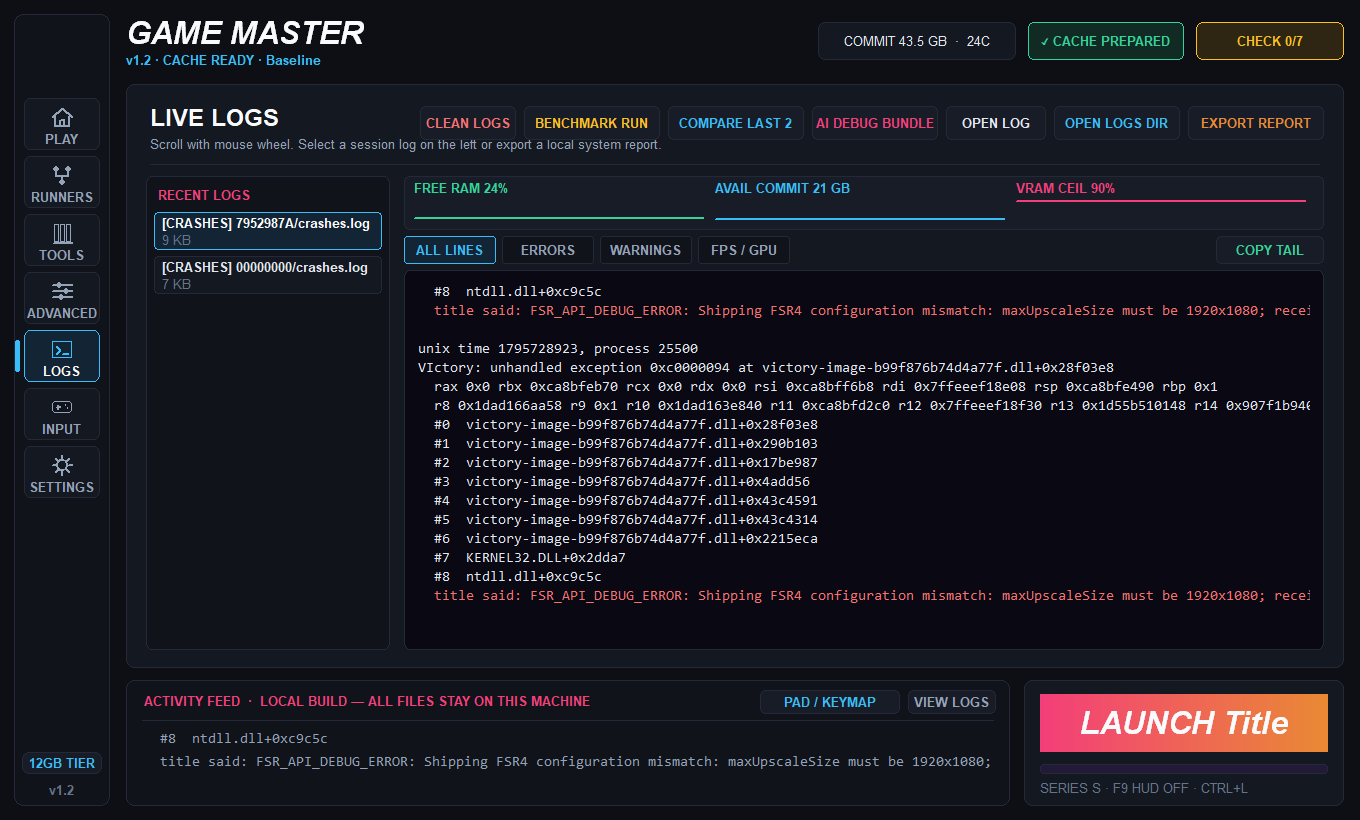 GAME MASTER
v1.2 · CACHE READY · Baseline
COMMIT 43.5 GB · 24C
✓ CACHE PREPARED
CHECK 0/7
PLAY
RUNNERS
TOOLS
ADVANCED
LOGS
INPUT
SETTINGS
12GB TIER
v1.2
LIVE LOGS
Scroll with mouse wheel. Select a session log on the left or export a local system report.
CLEAN LOGS
BENCHMARK RUN
COMPARE LAST 2
AI DEBUG BUNDLE
OPEN LOG
OPEN LOGS DIR
EXPORT REPORT
RECENT LOGS
[CRASHES] 7952987A/crashes.log
9 KB
[CRASHES] 00000000/crashes.log
7 KB
FREE RAM 24%
AVAIL COMMIT 21 GB
VRAM CEIL 90%
ALL LINES
ERRORS
WARNINGS
FPS / GPU
COPY TAIL
#8 ntdll.dll+0xc9c5c
title said: FSR_API_DEBUG_ERROR: Shipping FSR4 configuration mismatch: maxUpscaleSize must be 1920x1080; recei
unix time 1795728923, process 25500
VIctory: unhandled exception 0xc0000094 at victory-image-b99f876b74d4a77f.dll+0x28f03e8
rax 0x0 rbx 0xca8bfeb70 rcx 0x0 rdx 0x0 rsi 0xca8bff6b8 rdi 0x7ffeeef18e08 rsp 0xca8bfe490 rbp 0x1
r8 0x1dad166aa58 r9 0x1 r10 0x1dad163e840 r11 0xca8bfd2c0 r12 0x7ffeeef18f30 r13 0x1d55b510148 r14 0x907f1b940
#0 victory-image-b99f876b74d4a77f.dll+0x28f03e8
#1 victory-image-b99f876b74d4a77f.dll+0x290b103
#2 victory-image-b99f876b74d4a77f.dll+0x17be987
#3 victory-image-b99f876b74d4a77f.dll+0x4add56
#4 victory-image-b99f876b74d4a77f.dll+0x43c4591
#5 victory-image-b99f876b74d4a77f.dll+0x43c4314
#6 victory-image-b99f876b74d4a77f.dll+0x2215eca
#7 KERNEL32.DLL+0x2dda7
#8 ntdll.dll+0xc9c5c
title said: FSR_API_DEBUG_ERROR: Shipping FSR4 configuration mismatch: maxUpscaleSize must be 1920x1080; recei
ACTIVITY FEED · LOCAL BUILD — ALL FILES STAY ON THIS MACHINE
PAD / KEYMAP
VIEW LOGS
#8 ntdll.dll+0xc9c5c
title said: FSR_API_DEBUG_ERROR: Shipping FSR4 configuration mismatch: maxUpscaleSize must be 1920x1080;
LAUNCH Title
SERIES S · F9 HUD OFF · CTRL+L